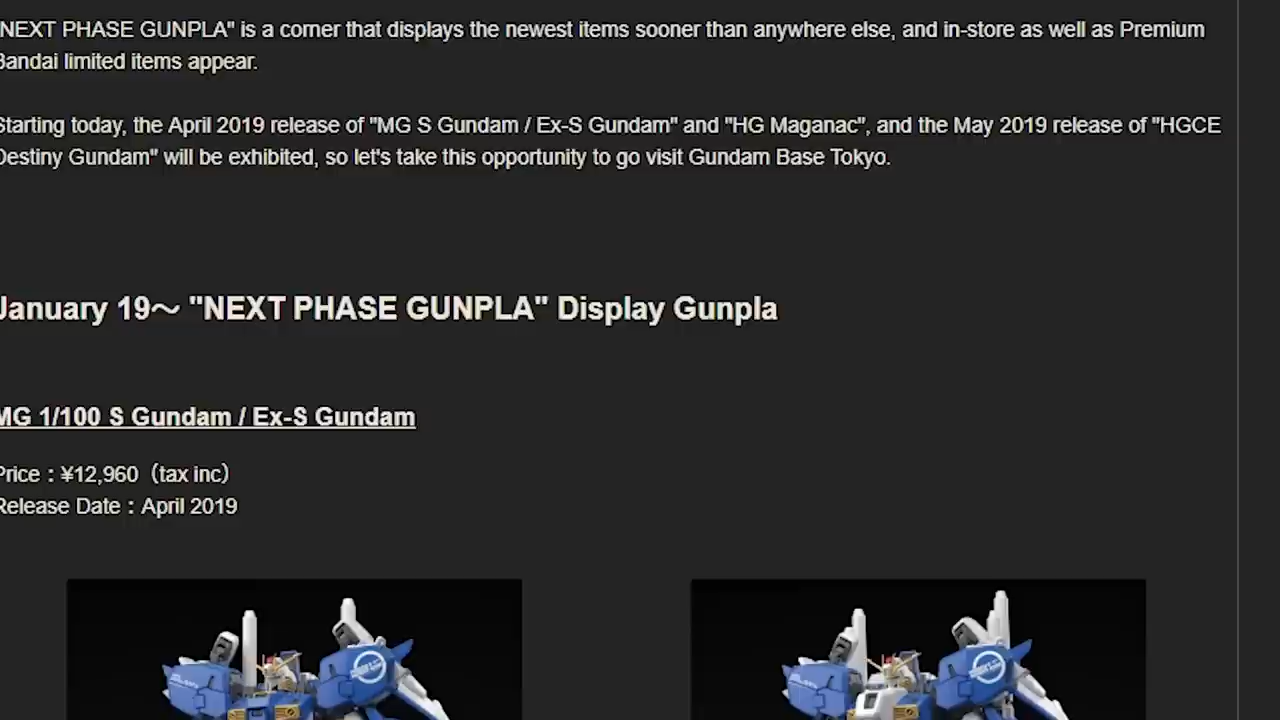 NEXT PHASE GUNPLA" is a corner that displays the newest items sooner than anywhere else, and in-store as well as Premium
Bandai limited items appear.
Starting today, the April 2019 release of "MG S Gundam / Ex-S Gundam" and "HG Maganac", and the May 2019 release of "HGCE
Destiny Gundam" will be exhibited, so let's take this opportunity to go visit Gundam Base Tokyo.
January 19～ "NEXT PHASE GUNPLA" Display Gunpla
MG 1/100 S Gundam / Ex-S Gundam
Price：¥12,960（tax inc）
Release Date：April 2019